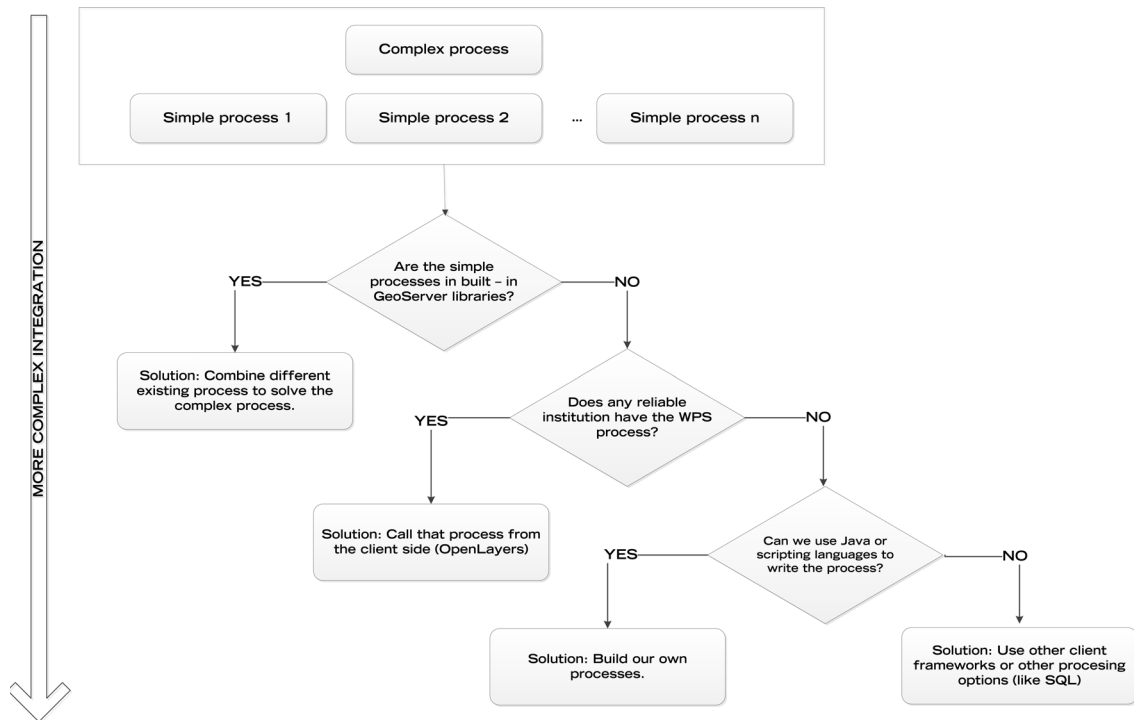 Complex process
Simple process 1
Simple process 2
...
Simple process n
MORE COMPLEX INTEGRATION
Are the simple
processes in built – in
GeoServer libraries?
YES
NO
Solution: Combine different
existing process to solve the
complex process.
Does any reliable
institution have the WPS
process?
YES
NO
Solution: Call that process from
the client side (OpenLayers)
Can we use Java or
scripting languages to
write the process?
YES
NO
Solution: Build our own
processes.
Solution: Use other client
frameworks or other procesing
options (like SQL)